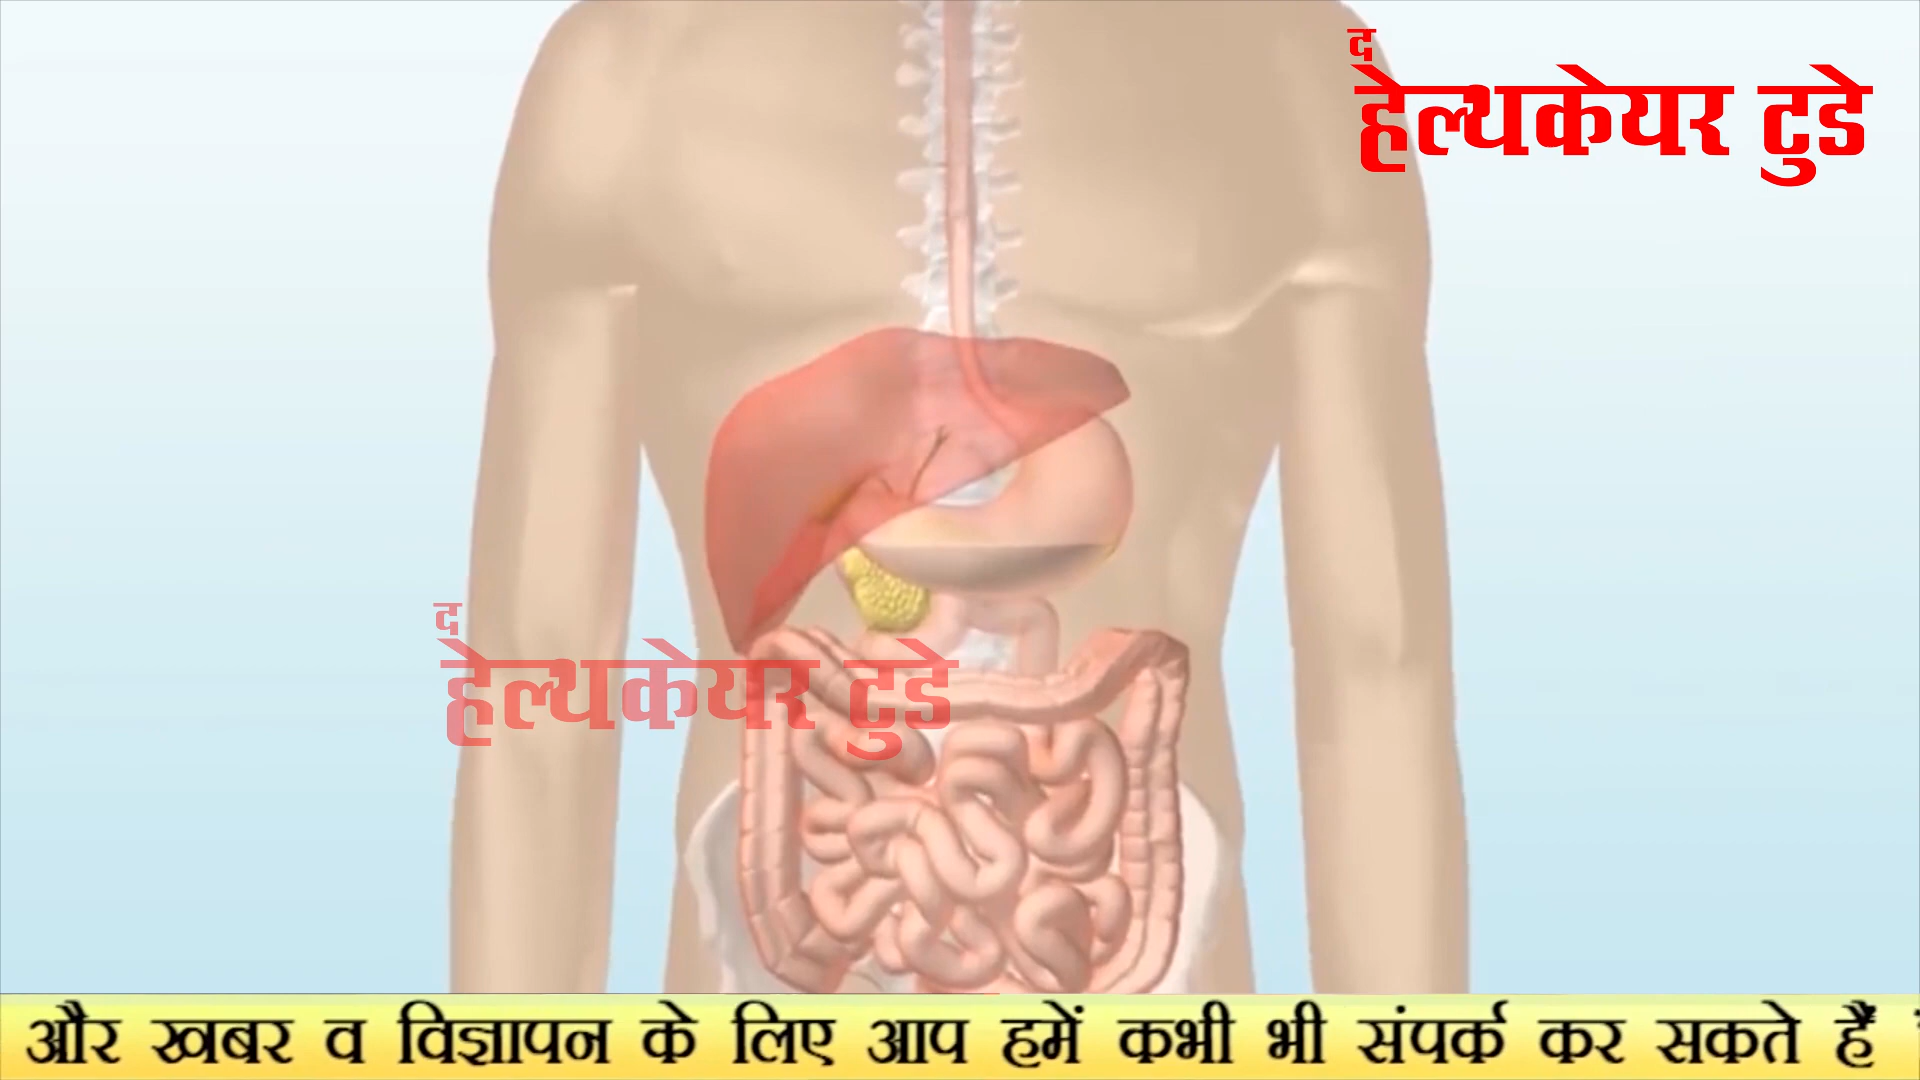 द
हेल्थकेयर टुडे
द
हेल्थकेयर टुडे
और खबर व विज्ञापन के लिए आप हमें कभी भी संपर्क कर सकते हैं